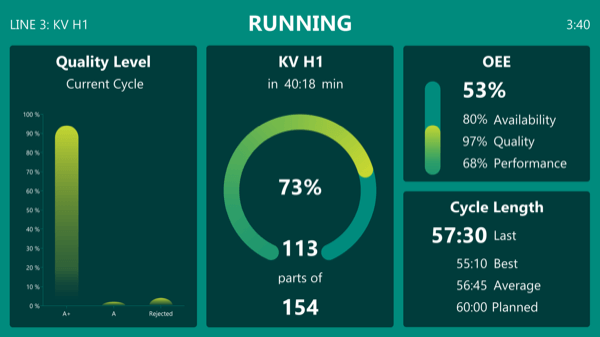 LINE 3: KV H1
RUNNING
3:40
Quality Level
Current Cycle
100 %
90 %
80 %
70 %
60 %
50 %
40 %
30 %
20 %
10 %
0 %
A+ A Rejected
KV H1
in 40:18 min
73%
113
parts of
154
OEE
53%
80% Availability
97% Quality
68% Performance
Cycle Length
57:30 Last
55:10 Best
56:45 Average
60:00 Planned